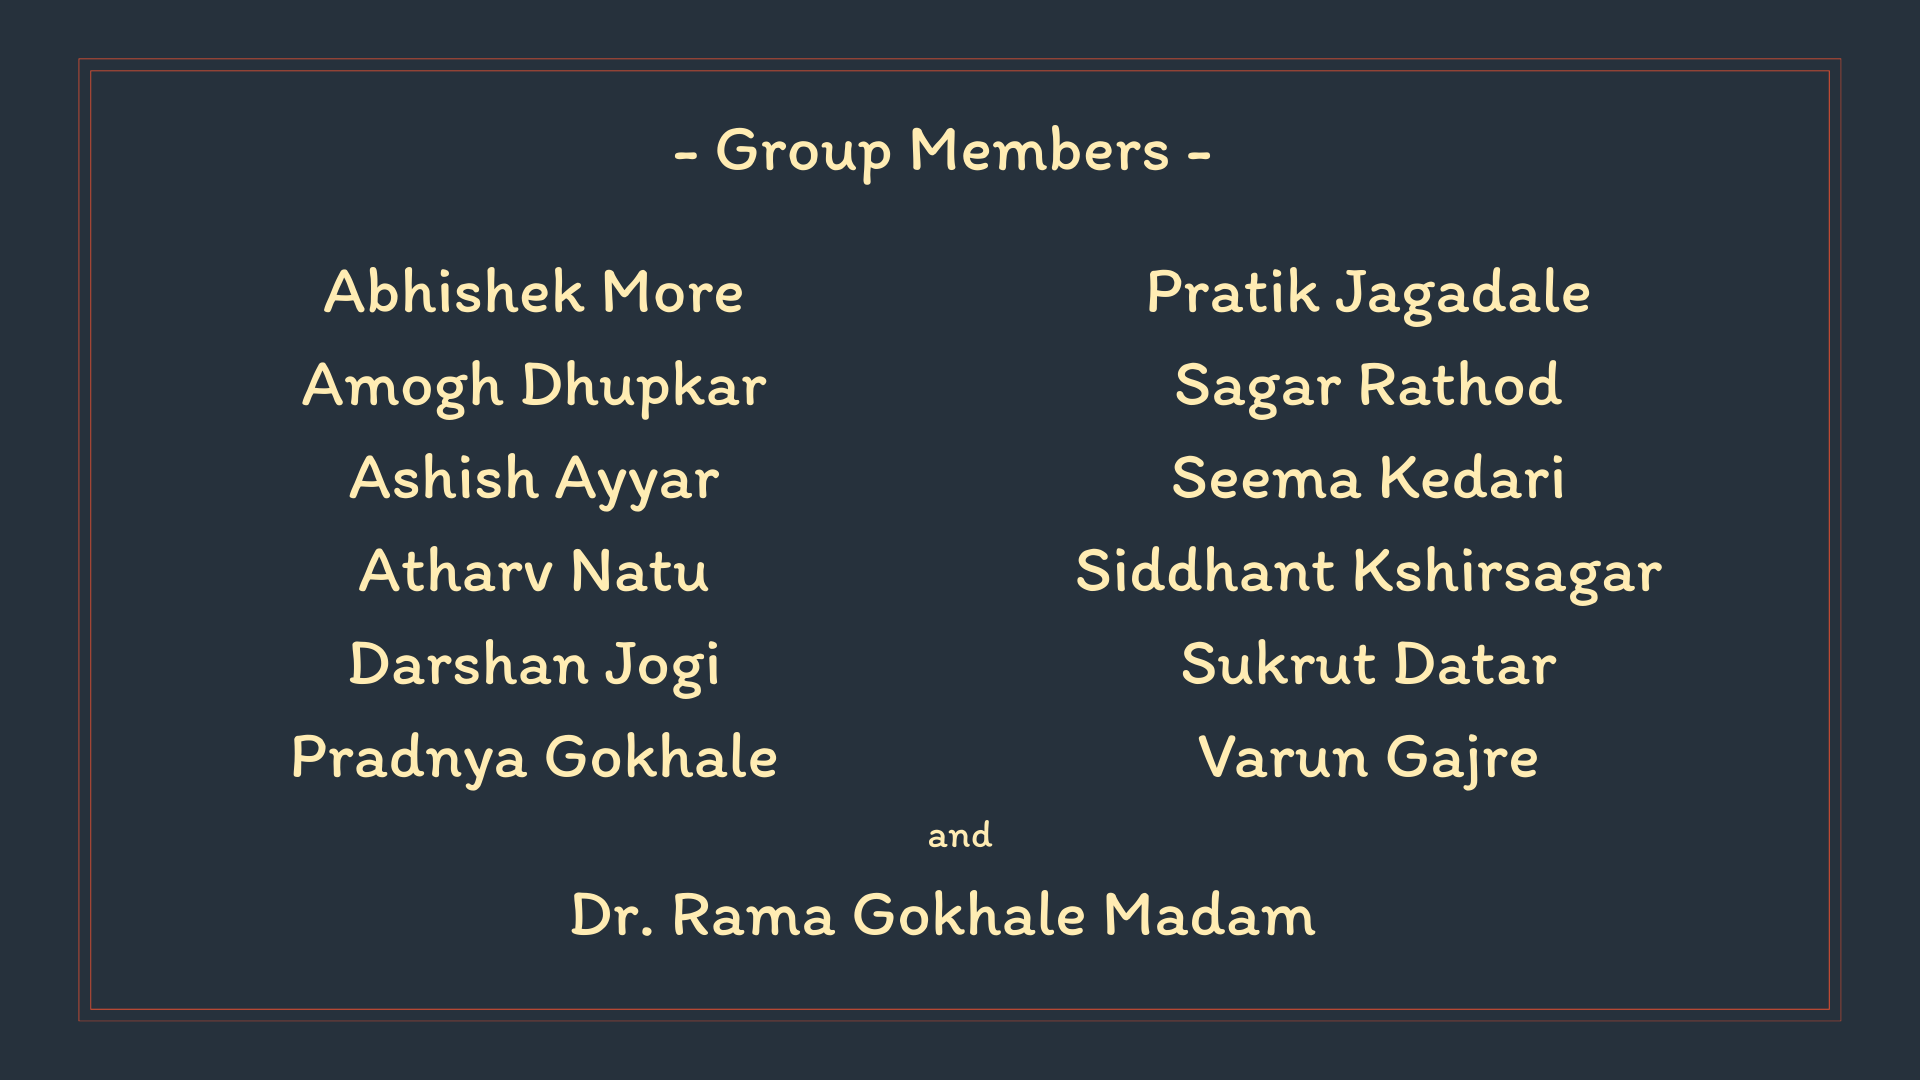 - Group Members -
Abhishek More
Amogh Dhupkar
Ashish Ayyar
Atharv Natu
Darshan Jogi
Pradnya Gokhale
Pratik Jagadale
Sagar Rathod
Seema Kedari
Siddhant Kshirsagar
Sukrut Datar
Varun Gajre
and
Dr. Rama Gokhale Madam